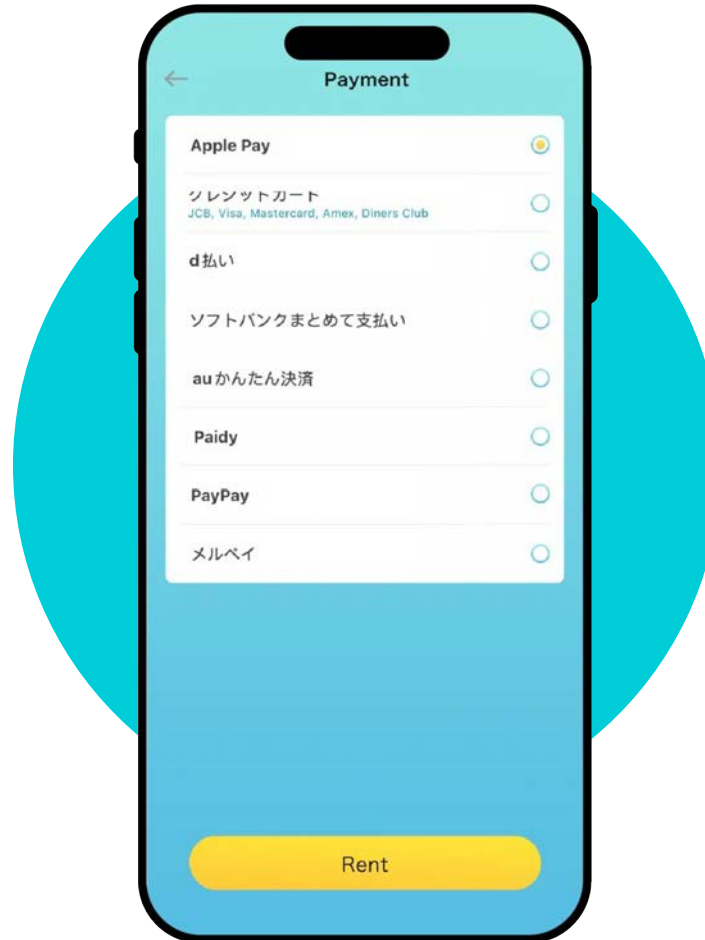 Payment
Apple Pay
クレジットカード
JCB, Visa, Mastercard, Amex, Diners Club
d払い
ソフトバンクまとめて支払い
auかんたん決済
Paidy
PayPay
メルペイ
Rent